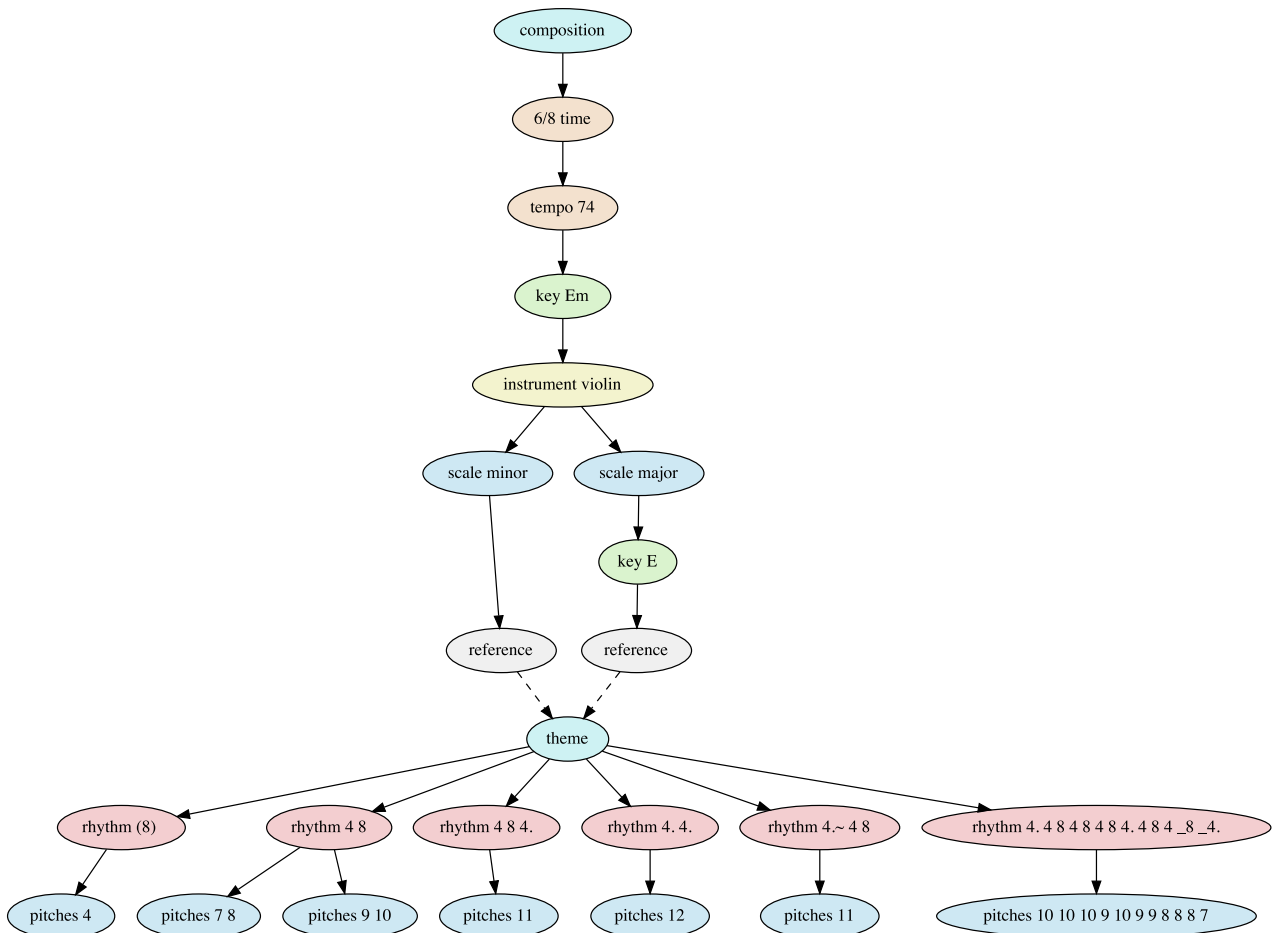 composition
6/8 time
tempo 74
key Em
instrument violin
scale minor
scale major
key E
reference
reference
theme
rhythm (8)
rhythm 4 8
rhythm 4 8 4.
rhythm 4. 4.
rhythm 4.~ 4 8
rhythm 4. 4 8 4 8 4 8 4. 4 8 4 _8 _4.
pitches 4
pitches 7 8
pitches 9 10
pitches 11
pitches 12
pitches 11
pitches 10 10 10 9 10 9 9 8 8 8 7